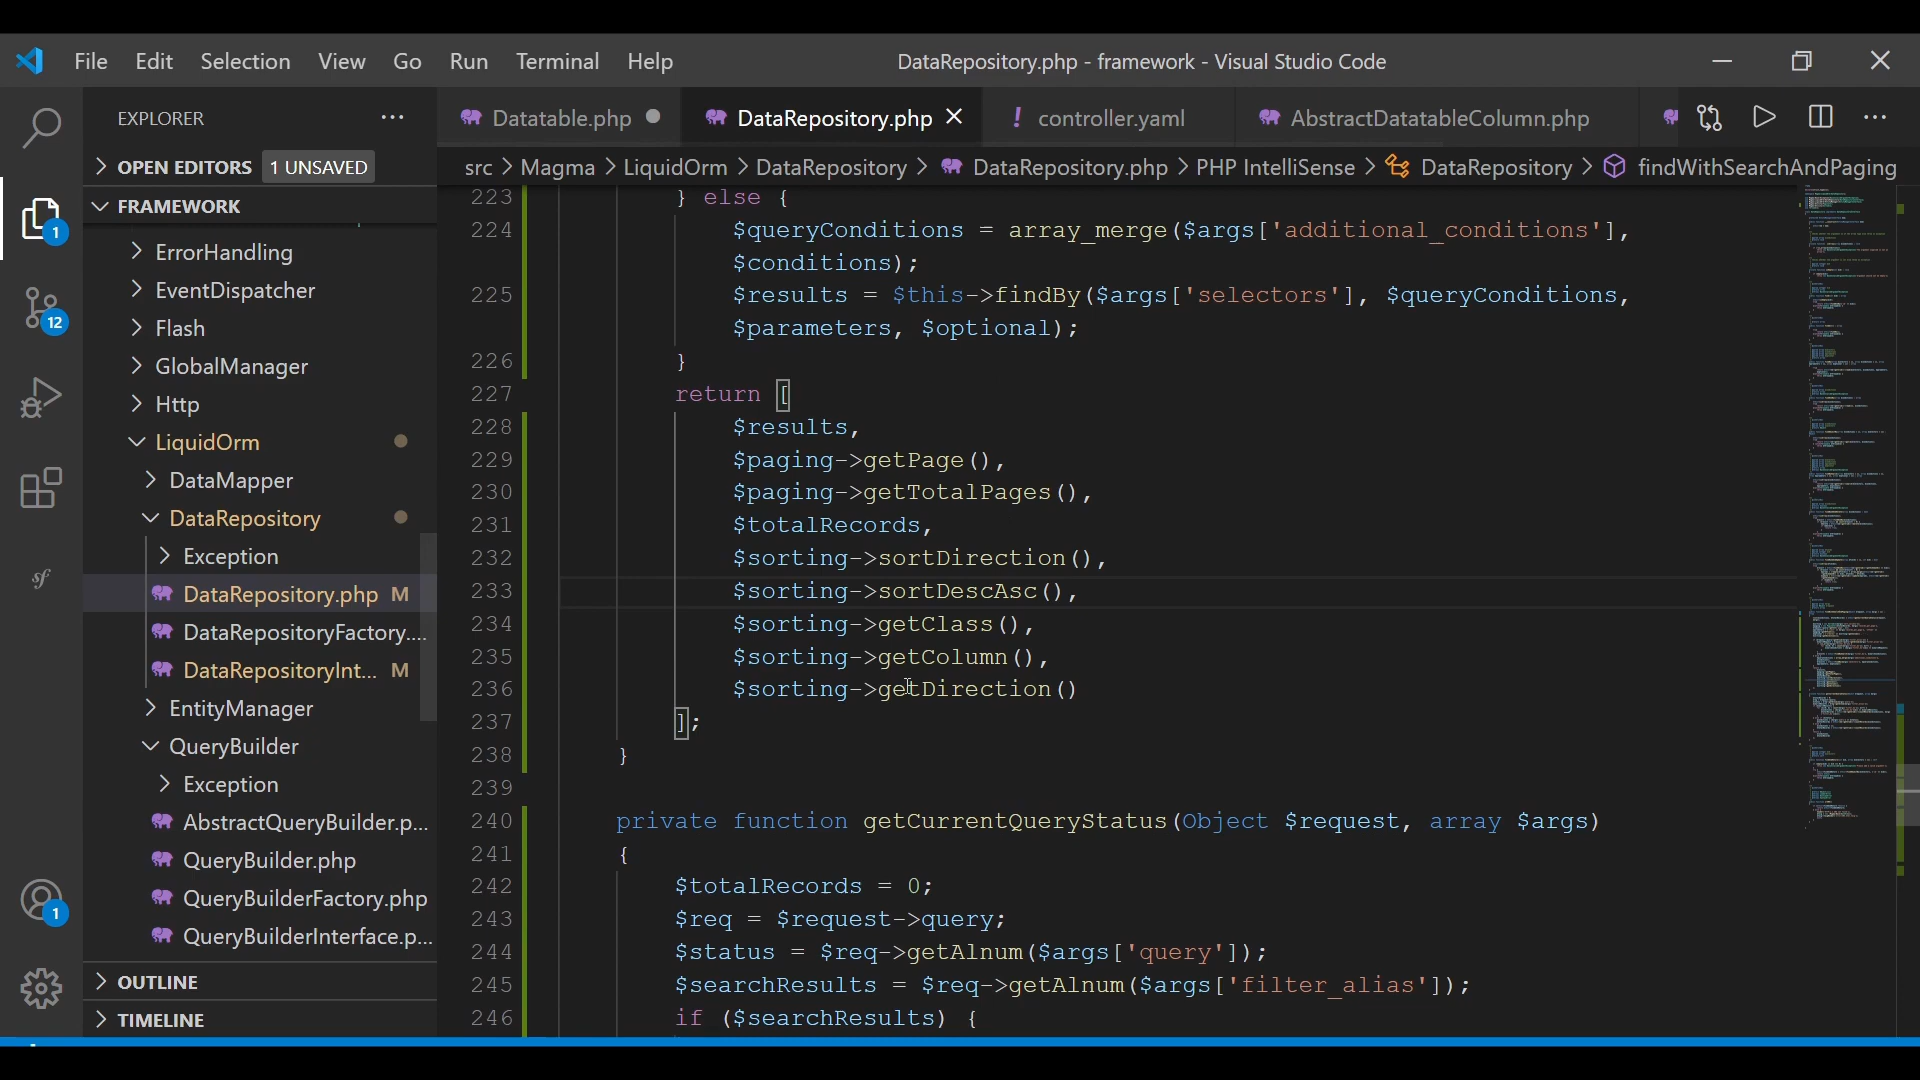 File Edit Selection View Go Run Terminal Help
DataRepository.php - framework - Visual Studio Code
EXPLORER
OPEN EDITORS 1 UNSAVED
FRAMEWORK
ErrorHandling
EventDispatcher
Flash
GlobalManager
Http
LiquidOrm
DataMapper
DataRepository
Exception
DataRepository.php M
DataRepositoryFactory....
DataRepositoryInt... M
EntityManager
QueryBuilder
Exception
AbstractQueryBuilder.p...
QueryBuilder.php
QueryBuilderFactory.php
QueryBuilderInterface.p...
OUTLINE
TIMELINE
1
12
1
Datatable.php DataRepository.php ! controller.yaml AbstractDatatableColumn.php
src > Magma > LiquidOrm > DataRepository > DataRepository.php > PHP IntelliSense > DataRepository > findWithSearchAndPaging
223 } else {
224 $queryConditions = array_merge($args['additional_conditions'],
$conditions);
225 $results = $this->findBy($args['selectors'], $queryConditions,
$parameters, $optional);
226 }
227 return [
228 $results,
229 $paging->getPage(),
230 $paging->getTotalPages(),
231 $totalRecords,
232 $sorting->sortDirection(),
233 $sorting->sortDescAsc(),
234 $sorting->getClass(),
235 $sorting->getColumn(),
236 $sorting->getDirection()
237 ];
238 }
239
240 private function getCurrentQueryStatus(Object $request, array $args)
241 {
242 $totalRecords = 0;
243 $req = $request->query;
244 $status = $req->getAlnum($args['query']);
245 $searchResults = $req->getAlnum($args['filter_alias']);
246 if ($searchResults) {